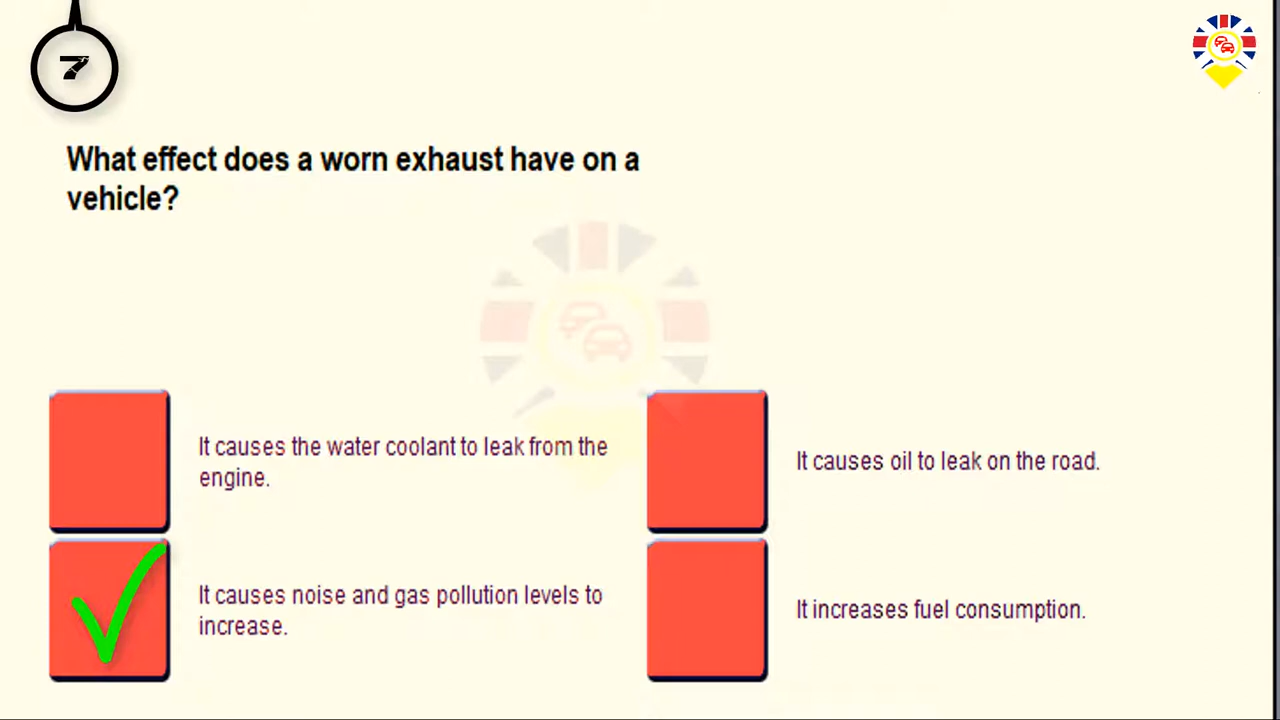 7
What effect does a worn exhaust have on a
vehicle?
It causes the water coolant to leak from the
engine.
It causes oil to leak on the road.
It causes noise and gas pollution levels to
increase.
It increases fuel consumption.